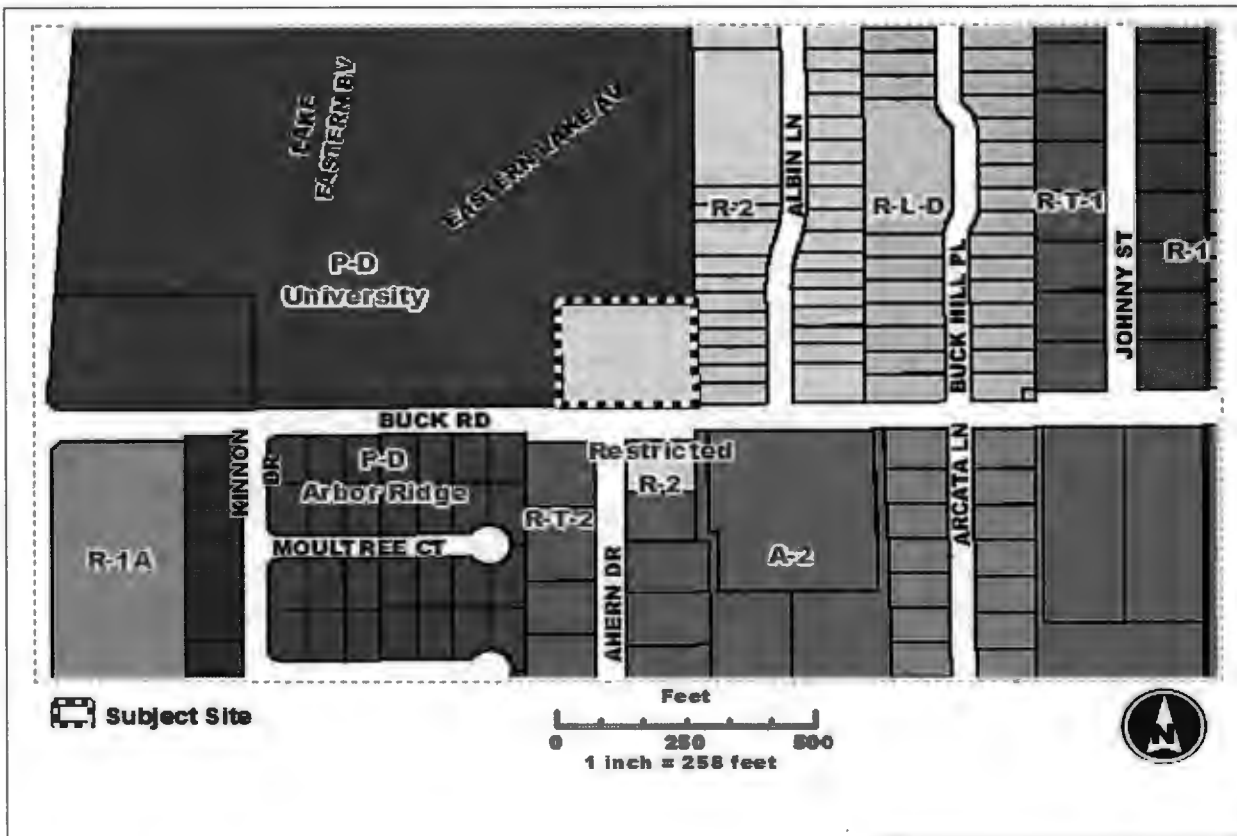 LAKE
EASTERN BV
EASTERN LAKE AV
ALBIN LN
R-2
R-L-D
R-T-1
R-1
P-D
University
BUCK HILL PL
JOHNNY ST
BUCK RD
KINNON
DR
P-D
Arbor Ridge
Restricted
R-2
R-T-2
ARCATA LN
MOULTREE CT
R-1A
A-2
AHERN DR
Subject Site
Feet
0 250 500
1 inch = 258 feet
N